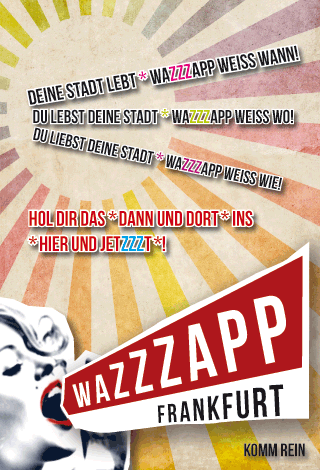 DEINE STADT LEBT * WAZZZAPP WEISS WANN!
DU LEBST DEINE STADT * WAZZZAPP WEISS WO!
DU LIEBST DEINE STADT * WAZZZAPP WEISS WIE!
HOL DIR DAS * DANN UND DORT * INS
* HIER UND JETZZZT *!
WAZZZAPP
FRANKFURT
KOMM REIN